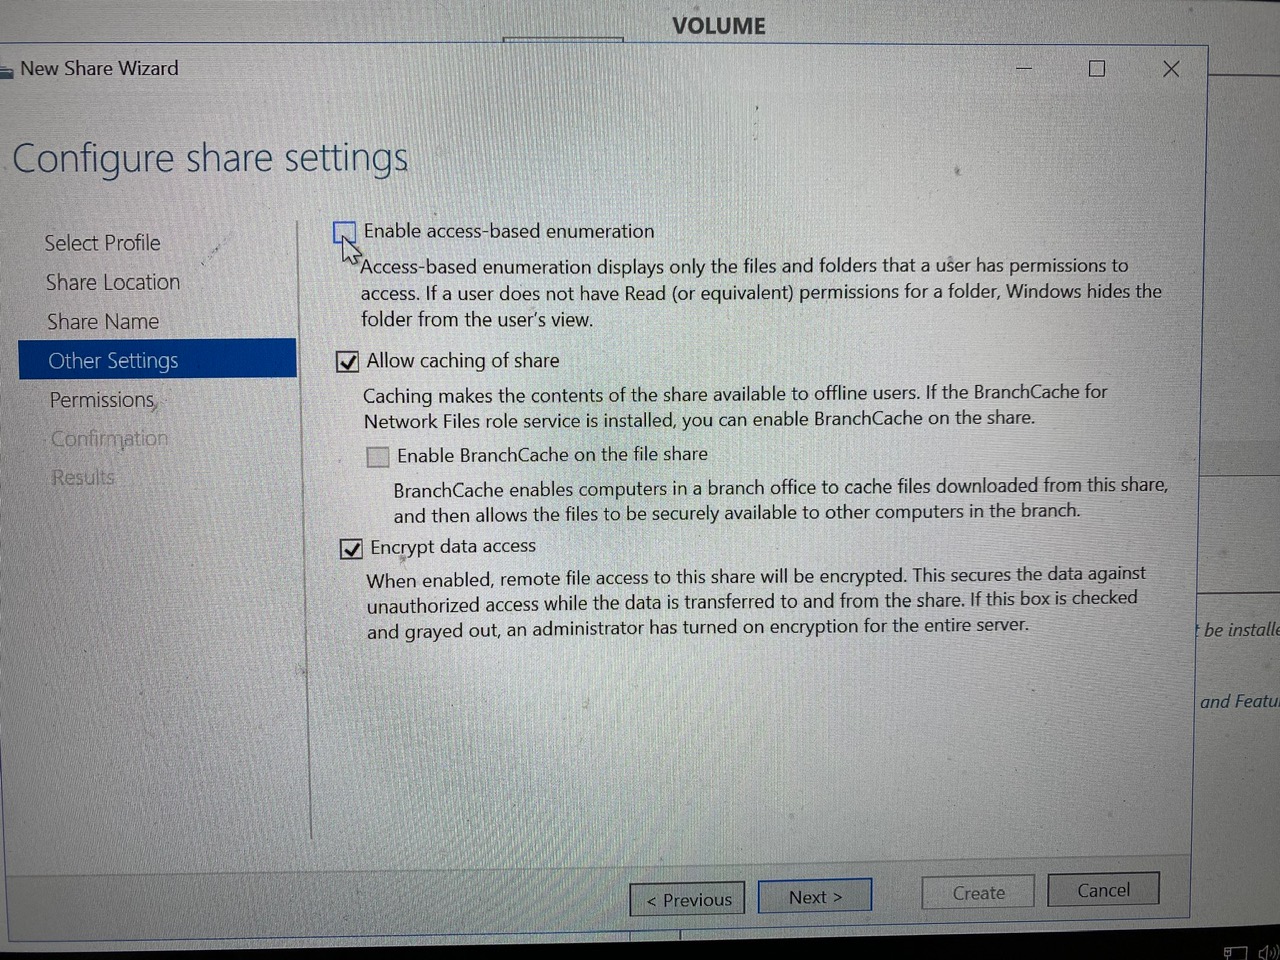 VOLUME
New Share Wizard
Configure share settings
Select Profile
Share Location
Share Name
Other Settings
Permissions
Confirmation
Results
Enable access-based enumeration
Access-based enumeration displays only the files and folders that a user has permissions to
access. If a user does not have Read (or equivalent) permissions for a folder, Windows hides the
folder from the user's view.
Allow caching of share
Caching makes the contents of the share available to offline users. If the BranchCache for
Network Files role service is installed, you can enable BranchCache on the share.
Enable BranchCache on the file share
BranchCache enables computers in a branch office to cache files downloaded from this share,
and then allows the files to be securely available to other computers in the branch.
Encrypt data access
When enabled, remote file access to this share will be encrypted. This secures the data against
unauthorized access while the data is transferred to and from the share. If this box is checked
and grayed out, an administrator has turned on encryption for the entire server.
be installe
and Featu
< Previous
Next >
Create
Cancel